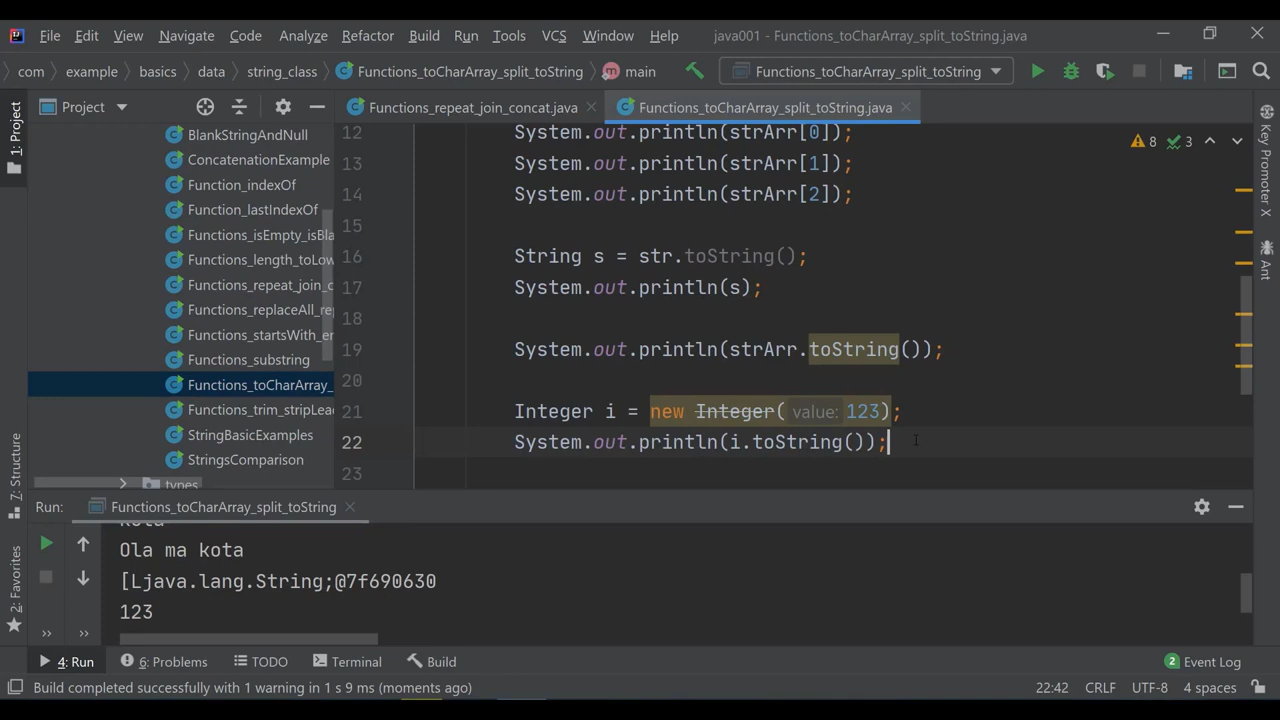 File Edit View Navigate Code Analyze Refactor Build Run Tools VCS Window Help java001 - Functions_toCharArray_split_toString.java
com example basics data string_class Functions_toCharArray_split_toString main Functions_toCharArray_split_toString
Project Functions_repeat_join_concat.java Functions_toCharArray_split_toString.java
1: Project
BlankStringAndNull
ConcatenationExample
Function_indexOf
Function_lastIndexOf
Functions_isEmpty_isBla
Functions_length_toLow
Functions_repeat_join_c
Functions_replaceAll_rep
Functions_startsWith_en
Functions_substring
Functions_toCharArray_
Functions_trim_stripLea
StringBasicExamples
StringsComparison
types
12 System.out.println(strArr[0]);
13 System.out.println(strArr[1]);
14 System.out.println(strArr[2]);
15
16 String s = str.toString();
17 System.out.println(s);
18
19 System.out.println(strArr.toString());
20
21 Integer i = new Integer( value: 123);
22 System.out.println(i.toString());
23
8 3
Key Promoter X
Ant
7: Structure
2: Favorites
Run: Functions_toCharArray_split_toString
kota
Ola ma kota
[Ljava.lang.String;@7f690630
123
4: Run 6: Problems TODO Terminal Build 2 Event Log
Build completed successfully with 1 warning in 1 s 9 ms (moments ago) 22:42 CRLF UTF-8 4 spaces